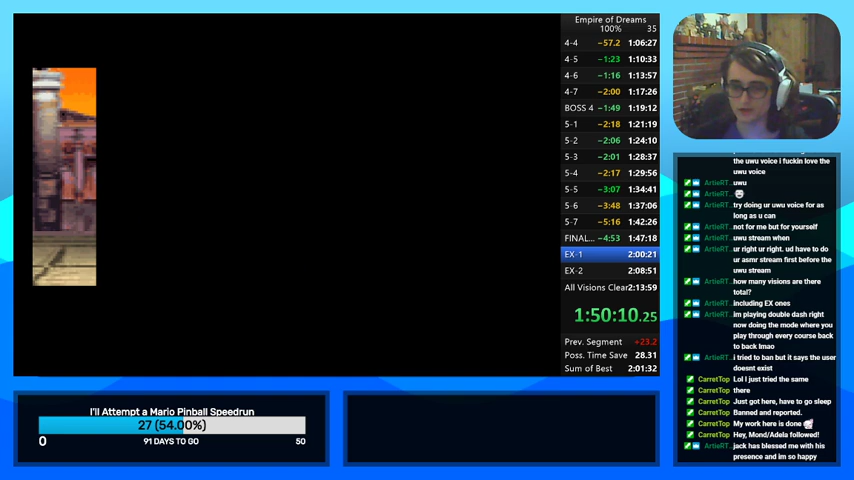 Empire of Dreams
100% 35
4-4 -57.2 1:06:27
4-5 -1:23 1:10:33
4-6 -1:16 1:13:57
4-7 -2:00 1:17:26
BOSS 4 -1:49 1:19:12
5-1 -2:18 1:21:19
5-2 -2:06 1:24:10
5-3 -2:01 1:28:37
5-4 -2:17 1:29:56
5-5 -3:07 1:34:41
5-6 -3:48 1:37:06
5-7 -5:16 1:42:26
FINAL... -4:53 1:47:18
EX-1 2:00:21
EX-2 2:08:51
All Visions Clear 2:13:59
1:50:10.25
Prev. Segment +23.2
Poss. Time Save 28.31
Sum of Best 2:01:32
the uwu voice i fuckin love the
uwu voice
ArtieRT_ uwu
ArtieRT_
ArtieRT_ try doing ur uwu voice for as
long as u can
ArtieRT_ not for me but for yourself
ArtieRT_ uwu stream when
ArtieRT_ ur right ur right. ud have to do
ur asmr stream first before the
uwu stream
ArtieRT_ how many visions are there
total?
ArtieRT_ including EX ones
ArtieRT_ im playing double dash right
now doing the mode where you
play through every course back
to back lmao
ArtieRT_ i tried to ban but it says the user
doesnt exist
CarretTop Lol I just tried the same
CarretTop there
CarretTop Just got here, have to go sleep
CarretTop Banned and reported.
CarretTop My work here is done
CarretTop Hey, Mond/Adela followed!
ArtieRT_ jack has blessed me with his
presence and im so happy
I'll Attempt a Mario Pinball Speedrun
27 (54.00%)
0 91 DAYS TO GO 50